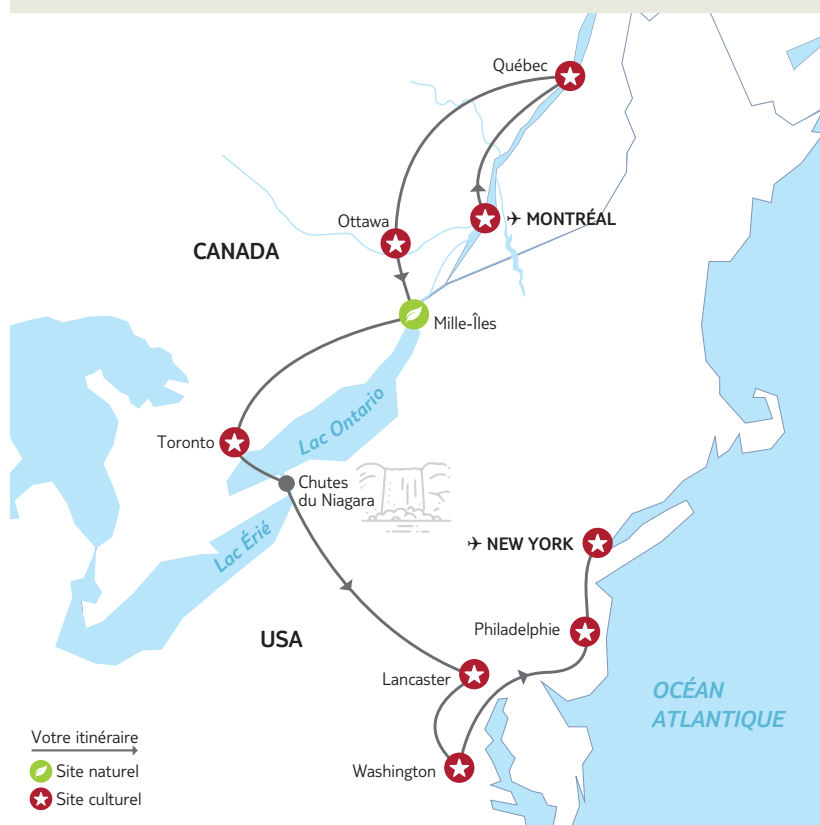 Québec
MONTRÉAL
Ottawa
CANADA
Mille-Îles
Lac Ontario
Toronto
Chutes
du Niagara
Lac Érié
NEW YORK
USA
Philadelphie
Lancaster
OCÉAN
ATLANTIQUE
Washington
Votre itinéraire
Site naturel
Site culturel